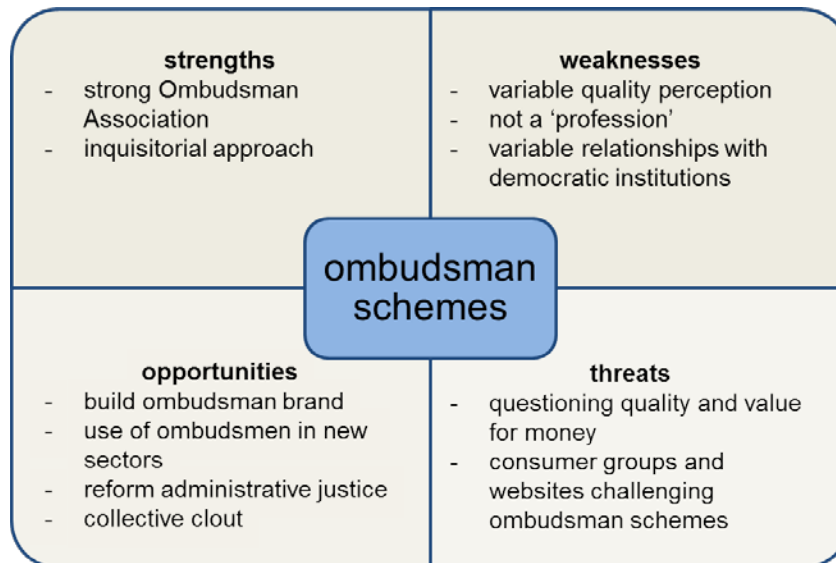 strengths
- strong Ombudsman
Association
- inquisitorial approach
weaknesses
- variable quality perception
- not a ‘profession’
- variable relationships with
democratic institutions
ombudsman
schemes
opportunities
- build ombudsman brand
- use of ombudsmen in new
sectors
- reform administrative justice
- collective clout
threats
- questioning quality and value
for money
- consumer groups and
websites challenging
ombudsman schemes